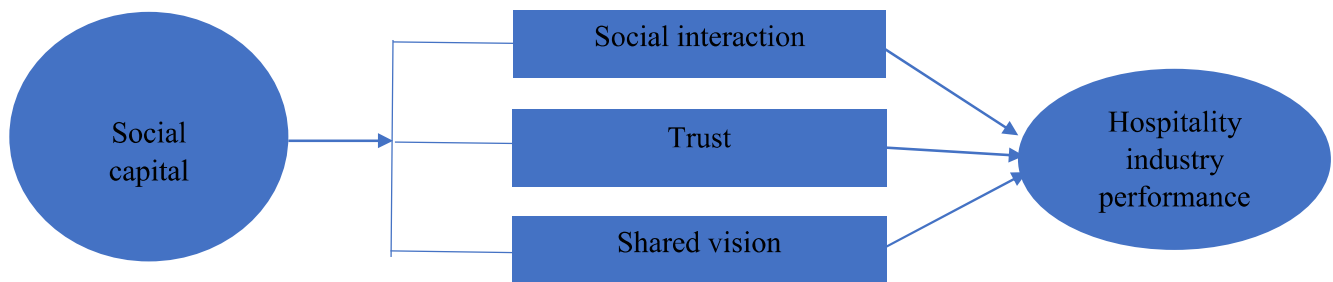 Social
capital
Social interaction
Trust
Shared vision
Hospitality
industry
performance